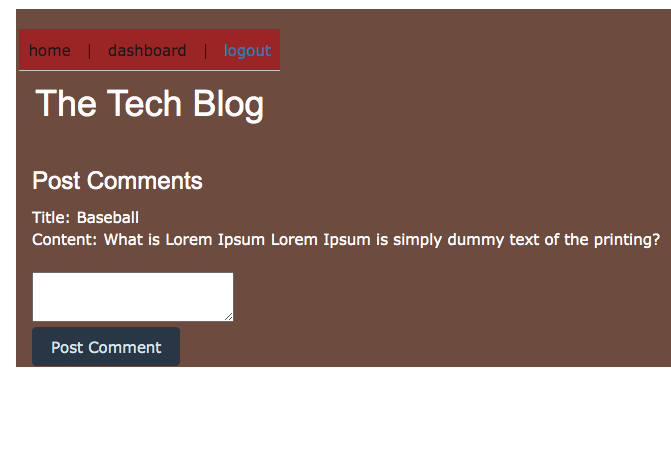 home | dashboard | logout
The Tech Blog
Post Comments
Title: Baseball
Content: What is Lorem Ipsum Lorem Ipsum is simply dummy text of the printing?
Post Comment